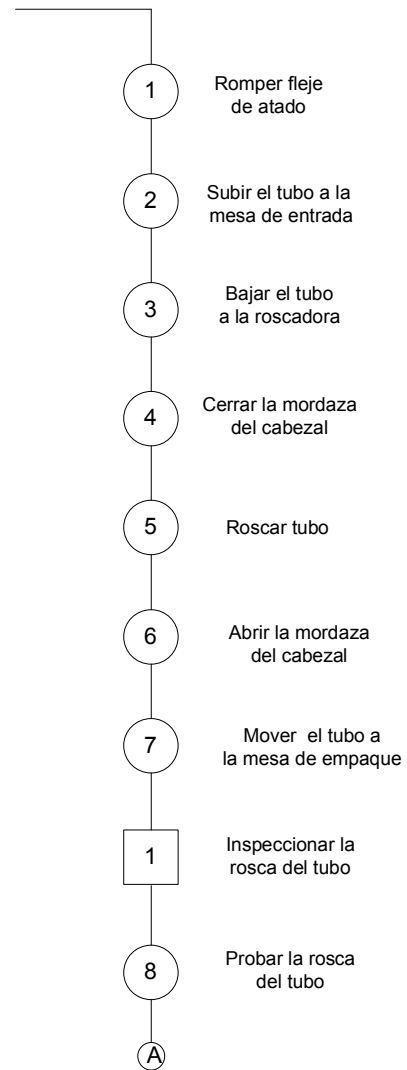 1
Romper fleje
de atado
2
Subir el tubo a la
mesa de entrada
3
Bajar el tubo
a la roscadora
4
Cerrar la mordaza
del cabezal
5
Roscar tubo
6
Abrir la mordaza
del cabezal
7
Mover el tubo a
la mesa de empaque
1
Inspeccionar la
rosca del tubo
8
Probar la rosca
del tubo
A